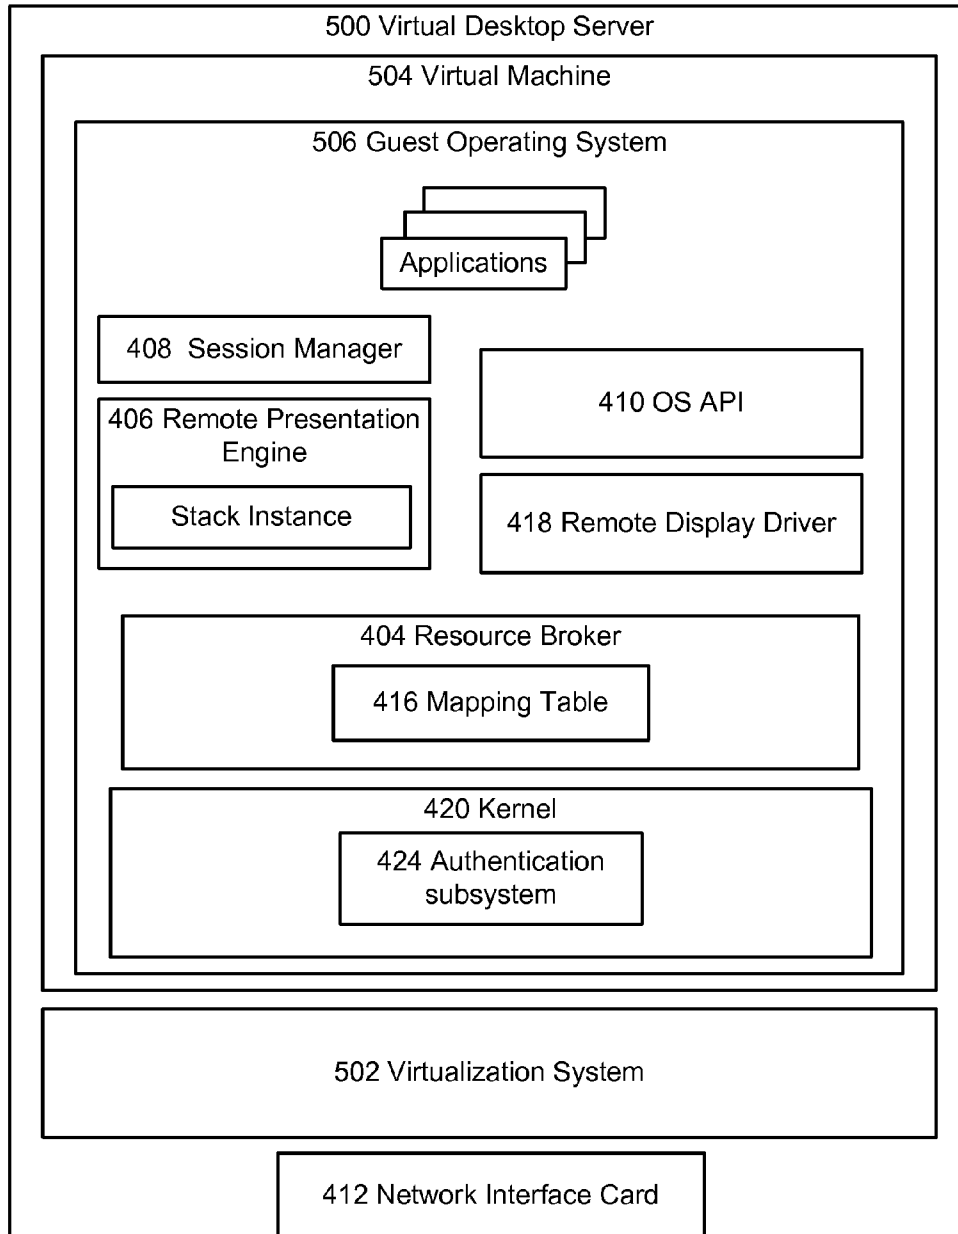 500 Virtual Desktop Server
504 Virtual Machine
506 Guest Operating System
Applications
408 Session Manager
406 Remote Presentation
Engine
Stack Instance
410 OS API
418 Remote Display Driver
404 Resource Broker
416 Mapping Table
420 Kernel
424 Authentication
subsystem
502 Virtualization System
412 Network Interface Card